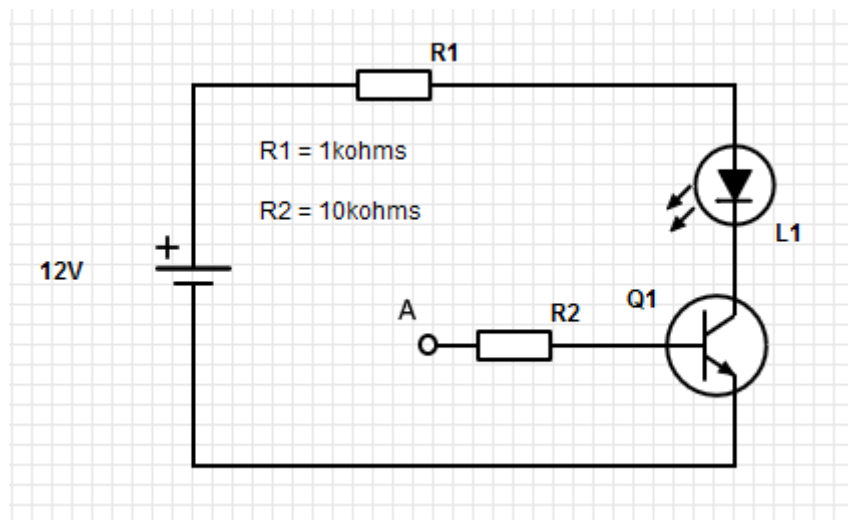 R1
R1 = 1kohms
R2 = 10kohms
L1
+
12V
A
R2
Q1